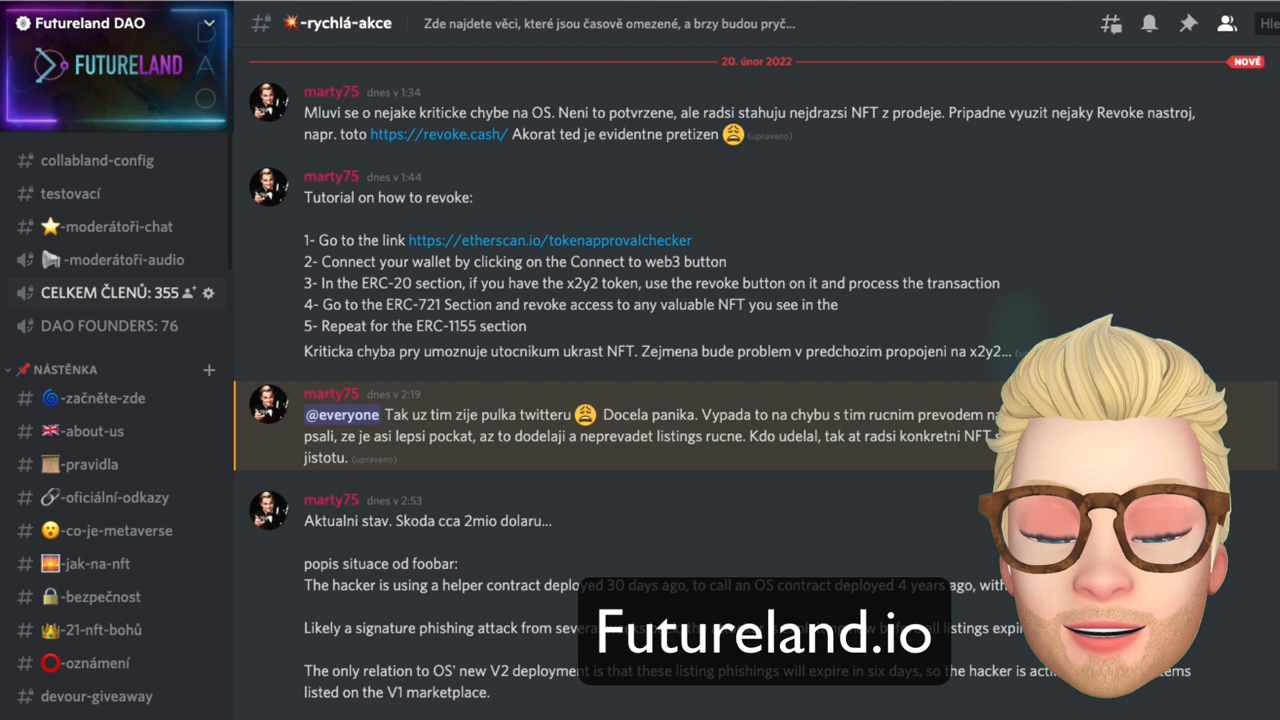 Futureland DAO
FUTURELAND
D
A
O
collabland-config
testovací
-moderátoři-chat
-moderátoři-audio
CELKEM ČLENŮ: 355
DAO FOUNDERS: 76
NÁSTĚNKA
-začněte-zde
-about-us
-pravidla
-oficiální-odkazy
-co-je-metaverse
-jak-na-nft
-bezpečnost
-21-nft-bohů
-oznámení
devour-giveaway
-rychlá-akce
Zde najdete věci, které jsou časově omezené, a brzy budou pryč...
Hle
20. únor 2022
NOVÉ
marty75 dnes v 1:34
Mluvi se o nejake kriticke chybe na OS. Neni to potvrzene, ale radsi stahuju nejdrazsi NFT z prodeje. Pripadne vyuzit nejaky Revoke nastroj,
napr. toto https://revoke.cash/ Akorat ted je evidentne pretizen (upraveno)
marty75 dnes v 1:44
Tutorial on how to revoke:
1- Go to the link https://etherscan.io/tokenapprovalchecker
2- Connect your wallet by clicking on the Connect to web3 button
3- In the ERC-20 section, if you have the x2y2 token, use the revoke button on it and process the transaction
4- Go to the ERC-721 Section and revoke access to any valuable NFT you see in the
5- Repeat for the ERC-1155 section
Kriticka chyba pry umoznuje utocnikum ukrast NFT. Zejmena bude problem v predchozim propojeni na x2y2...
marty75 dnes v 2:19
@everyone Tak uz tim zije pulka twitteru Docela panika. Vypada to na chybu s tim rucnim prevodem
psali, ze je asi lepsi pockat, az to dodelaji a neprevadet listings rucne. Kdo udelal, tak at radsi konkretni NFT
jistotu. (upraveno)
marty75 dnes v 2:53
Aktualni stav. Skoda cca 2mio dolaru...
popis situace od foobar:
The hacker is using a helper contract deployed 30 days ago, to call an OS contract deployed 4 years ago, with
Likely a signature phishing attack from listings
Futureland.io
The only relation to OS' new V2 deployment is that these listing phishings will expire in six days, so the hacker is
listed on the V1 marketplace.